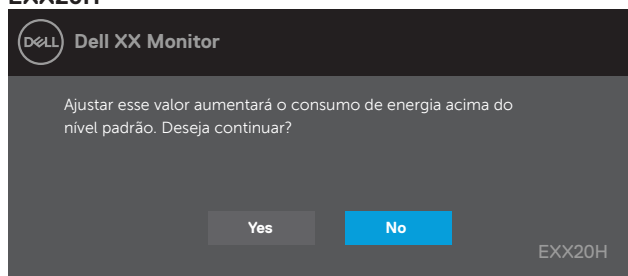 DELL Dell XX Monitor
Ajustar esse valor aumentará o consumo de energia acima do
nível padrão. Deseja continuar?
Yes No
EXX20H